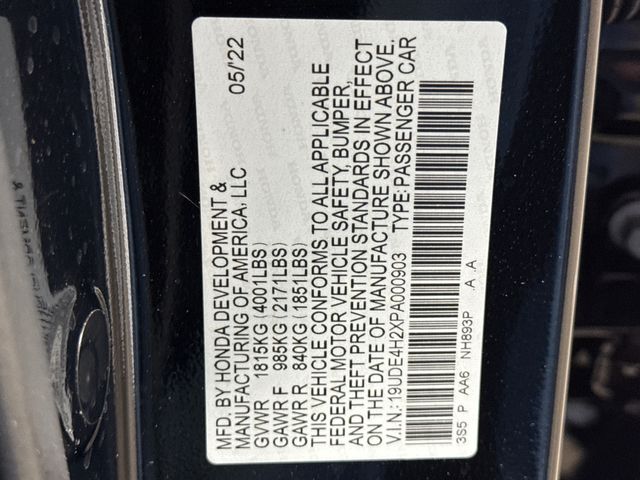 MFD. BY HONDA DEVELOPMENT &
MANUFACTURING OF AMERICA, LLC 05/'22
GVWR 1815KG (4001LBS)
GAWR F 985KG (2171LBS)
GAWR R 840KG (1851LBS)
THIS VEHICLE CONFORMS TO ALL APPLICABLE
FEDERAL MOTOR VEHICLE SAFETY, BUMPER,
AND THEFT PREVENTION STANDARDS IN EFFECT
ON THE DATE OF MANUFACTURE SHOWN ABOVE.
V.I.N.:19UDE4H2XPA000903 TYPE:PASSENGER CAR
3S5 P AA6 NH893P .A .A